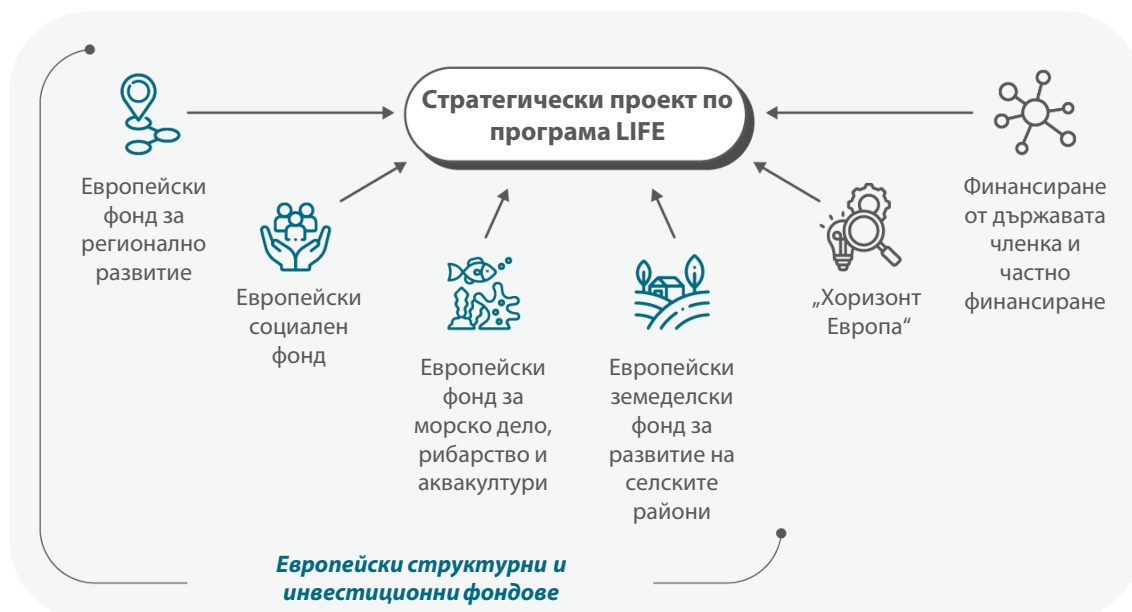 Стратегически проект по
програма LIFE
Европейски
фонд за
регионално
развитие
Европейски
социален
фонд
Европейски
фонд за
морско дело,
рибарство и
аквакултури
Европейски
земеделски
фонд за
развитие на
селските
райони
„Хоризонт
Европа“
Финансиране
от държавата
членка и
частно
финансиране
Европейски структурни и
инвестиционни фондове